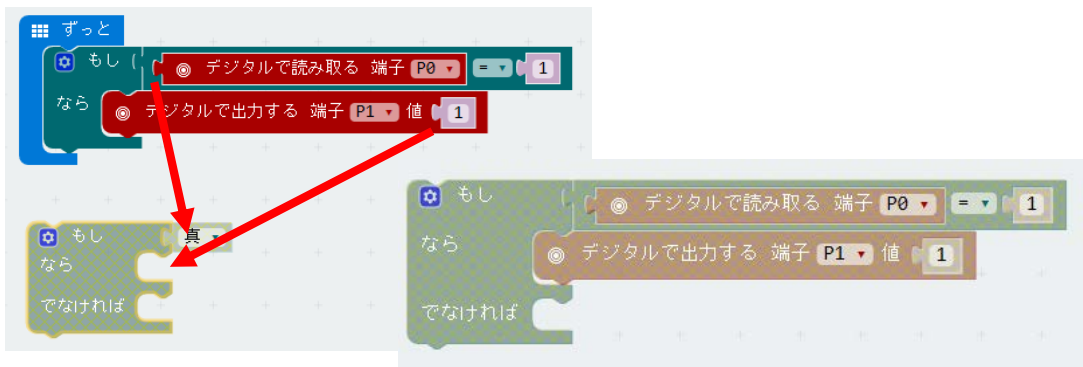 ずっと
もし デジタルで読み取る 端子 P0 = 1
なら デジタルで出力する 端子 P1 値 1
もし 真
なら
でなければ
もし デジタルで読み取る 端子 P0 = 1
なら デジタルで出力する 端子 P1 値 1
でなければ